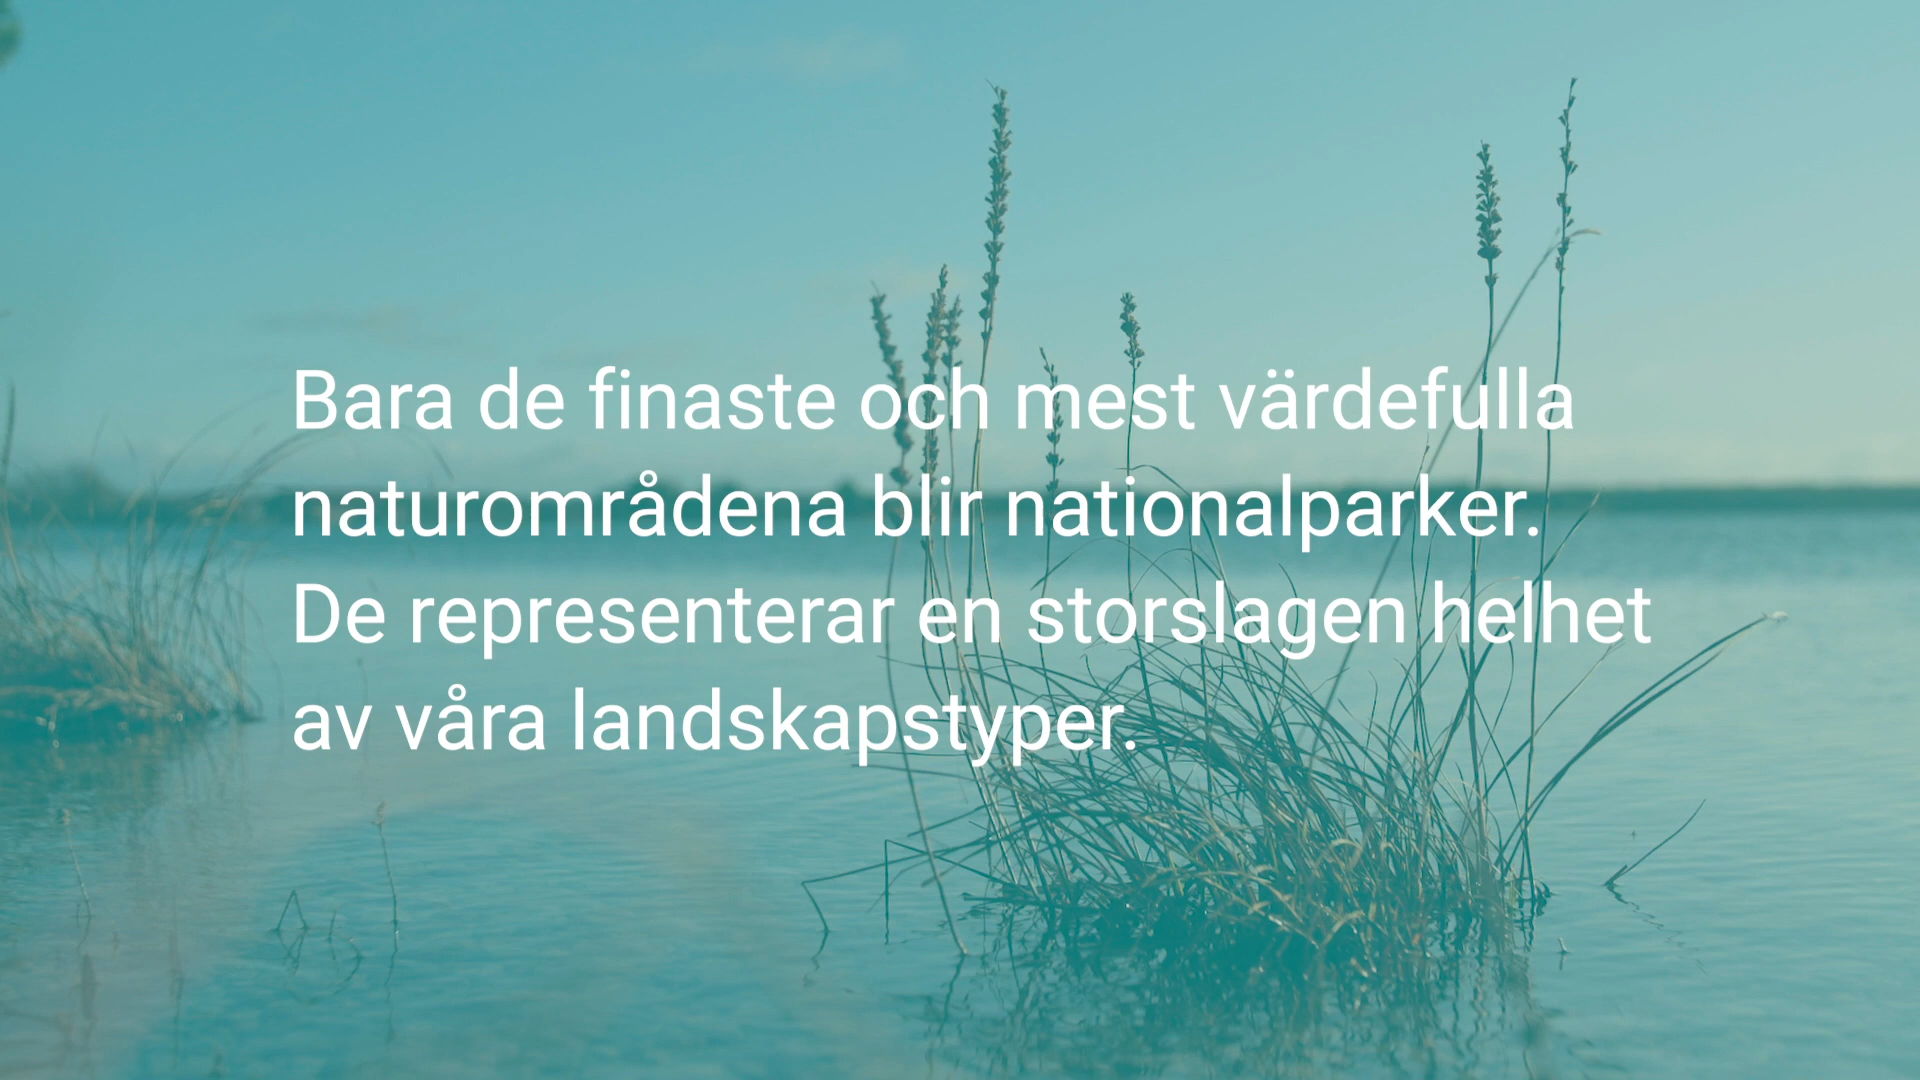 Bara de finaste och mest värdefulla
naturområdena blir nationalparker.
De representerar en storslagen helhet
av våra landskapstyper.